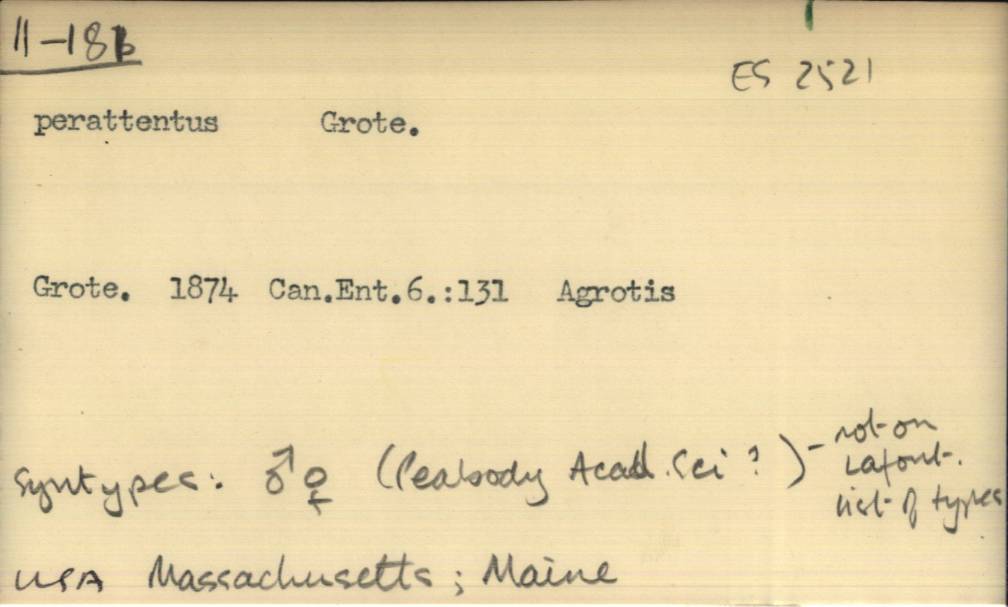 11-18b
ES 2521
perattentus Grote.
Grote. 1874 Can.Ent.6.:131 Agrotis
Syntypes: ♂ ♀ (Peabody Acad. Sci ? ) - not on
Lafont.
list of types
USA Massachusetts ; Maine